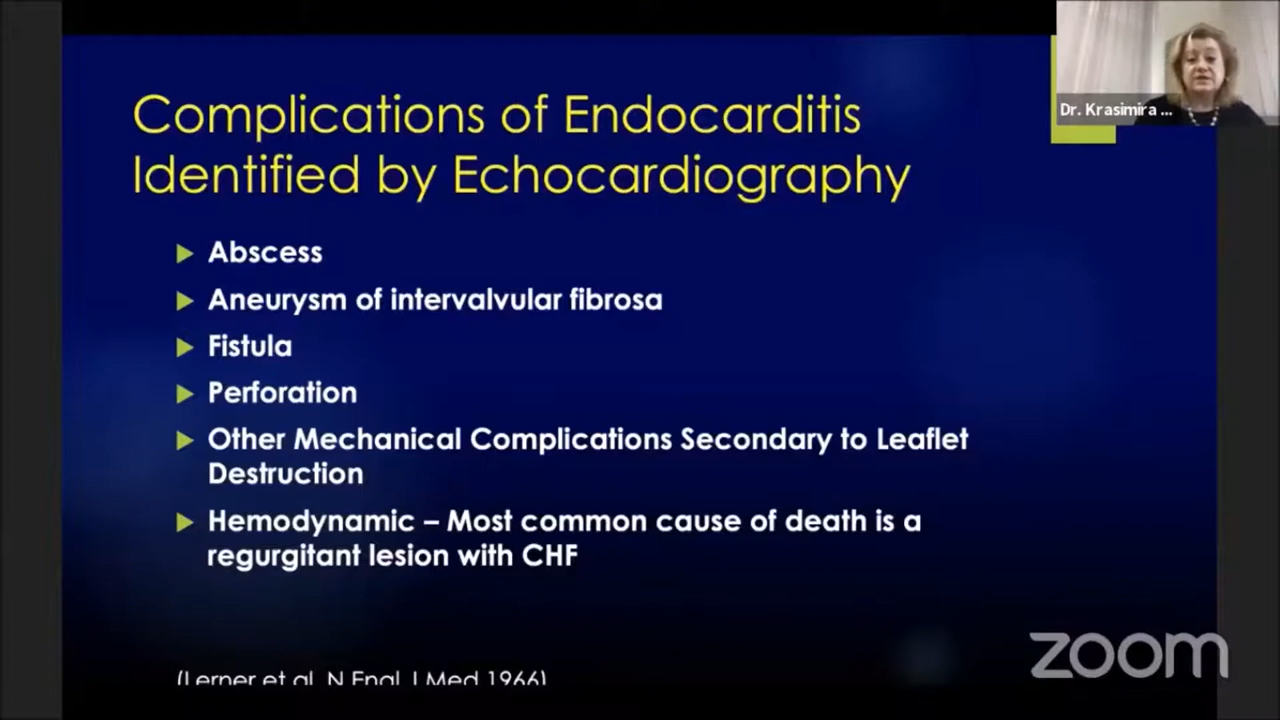 Complications of Endocarditis
Identified by Echocardiography
Dr. Krasimira ...
Abscess
Aneurysm of intervalvular fibrosa
Fistula
Perforation
Other Mechanical Complications Secondary to Leaflet
Destruction
Hemodynamic – Most common cause of death is a
regurgitant lesion with CHF
(Lerner et al. N Engl J Med 1966)
zoom